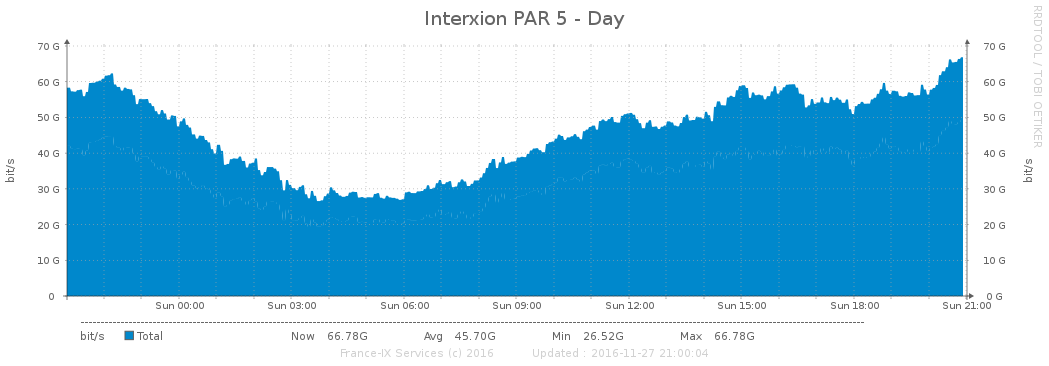 Interxion PAR 5 - Day
RRDTOOL / TOBI OETIKER
bit/s
70 G
60 G
50 G
40 G
30 G
20 G
10 G
0
70 G
60 G
50 G
40 G
30 G
20 G
10 G
0 G
bit/s
Sun 00:00 Sun 03:00 Sun 06:00 Sun 09:00 Sun 12:00 Sun 15:00 Sun 18:00 Sun 21:00
bit/s Total Now 66.78G Avg 45.70G Min 26.52G Max 66.78G
France-IX Services (c) 2016 Updated : 2016-11-27 21:00:04